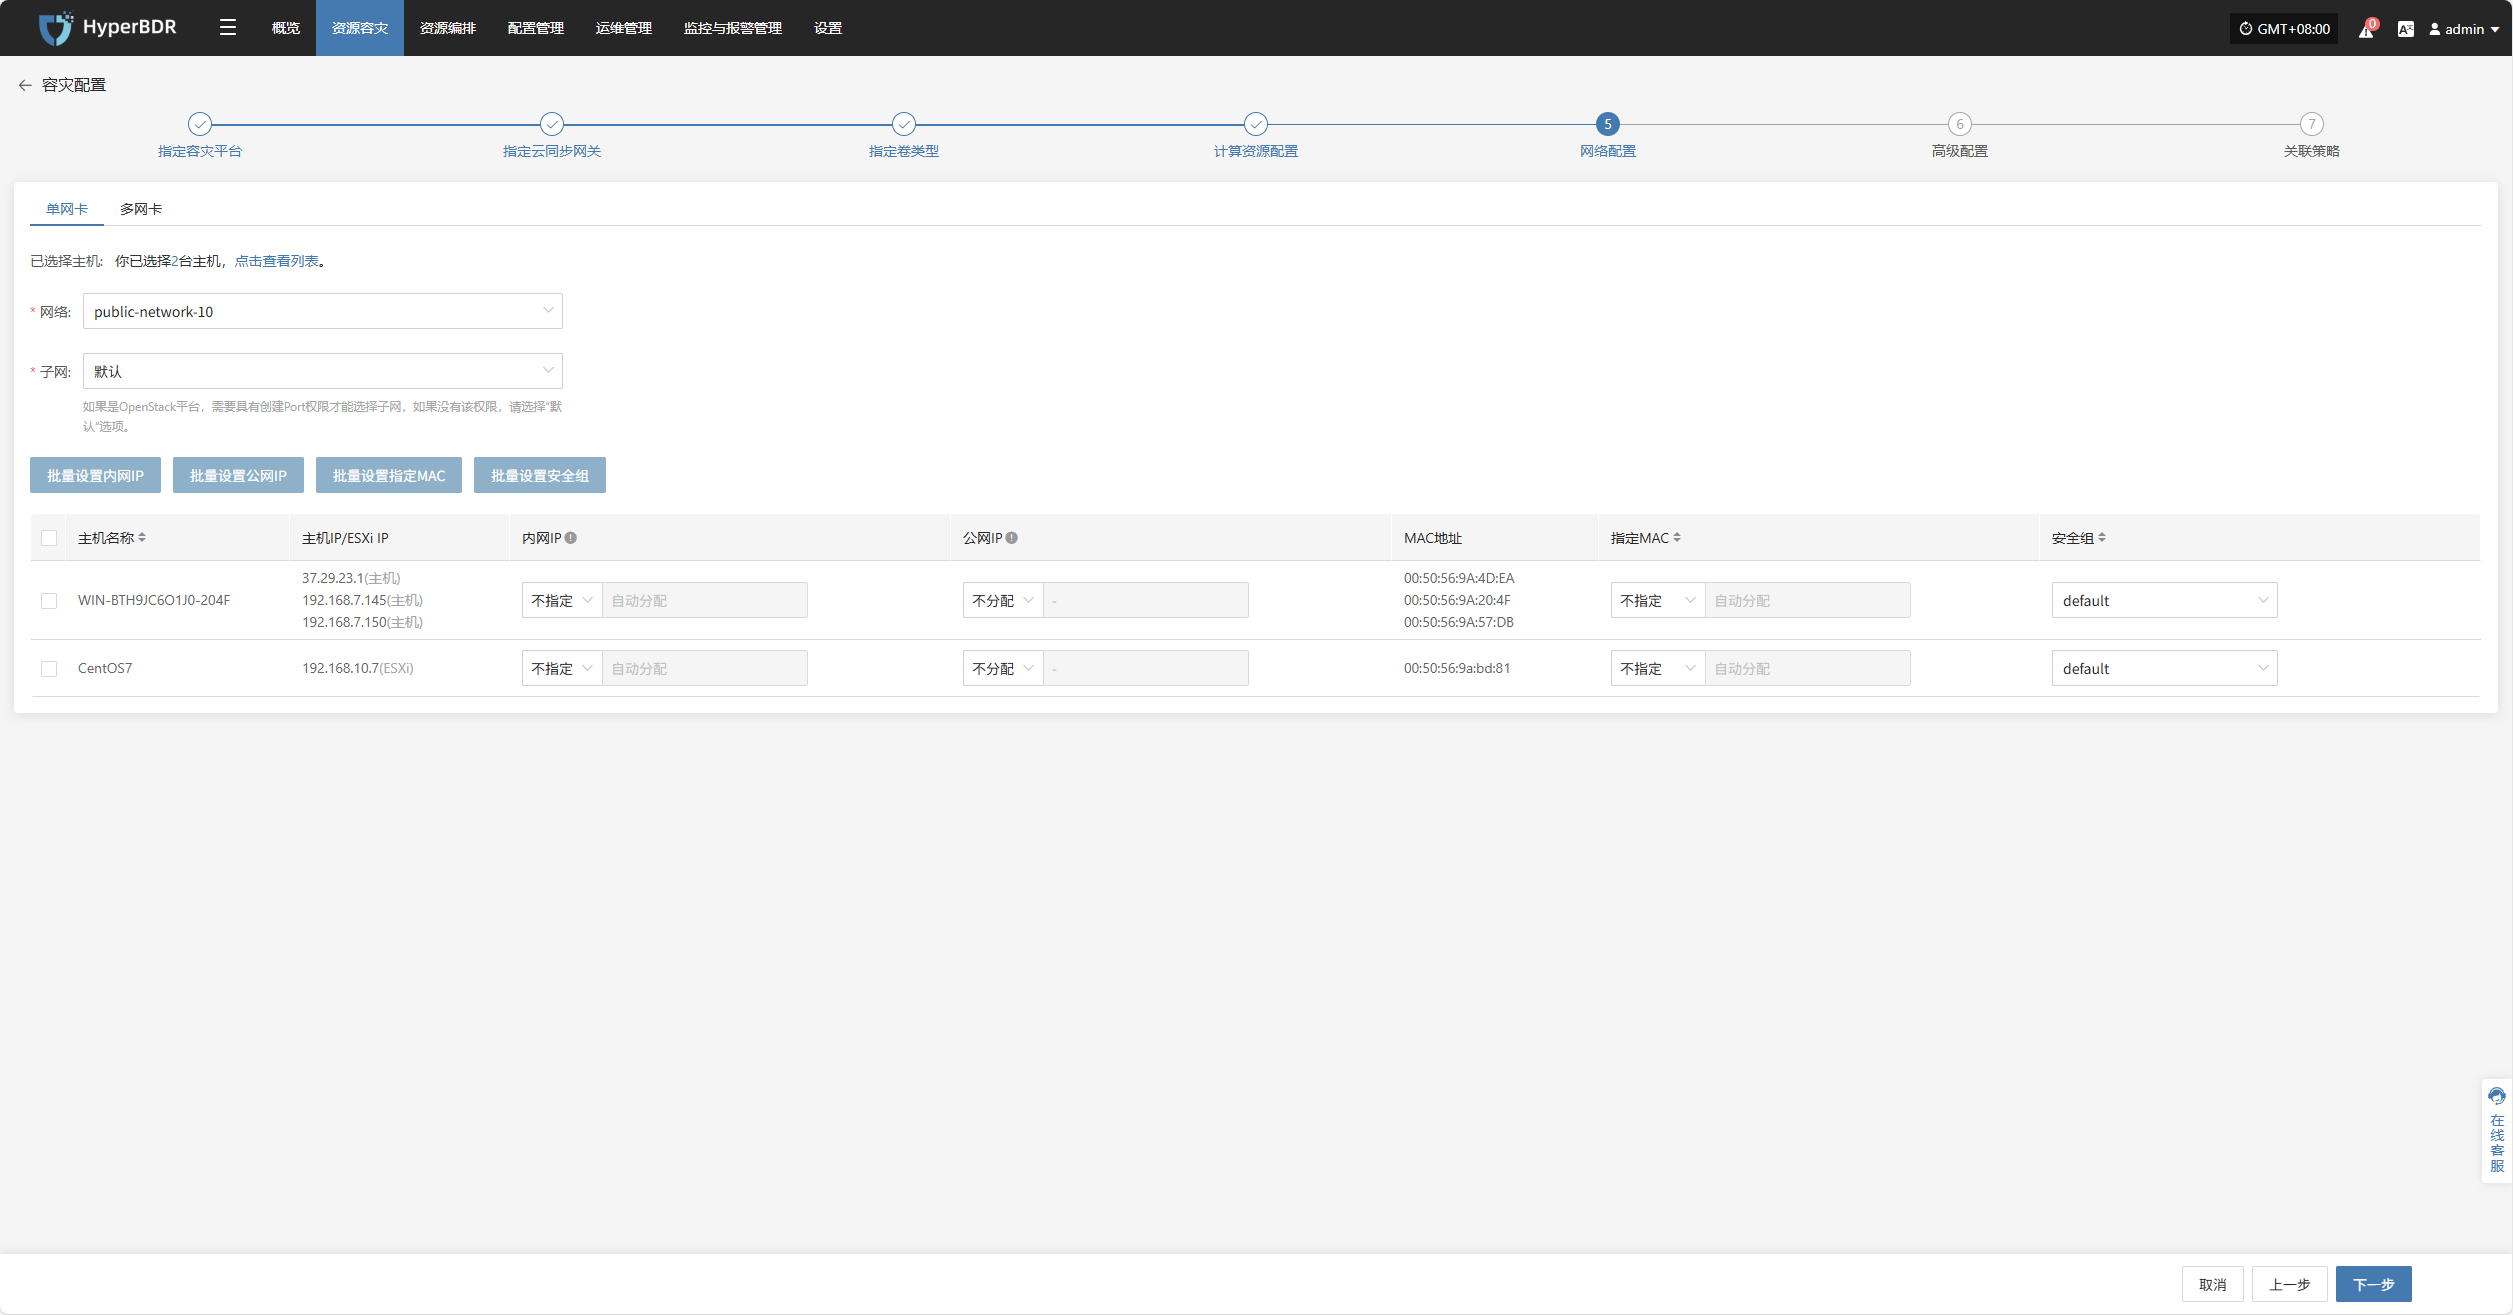 HyperBDR 概览 资源容灾 资源编排 配置管理 运维管理 监控与报警管理 设置 GMT+08:00 0 admin
容灾配置
5 6 7
指定容灾平台 指定云同步网关 指定卷类型 计算资源配置 网络配置 高级配置 关联策略
单网卡 多网卡
已选择主机: 你已选择2台主机，点击查看列表。
* 网络: public-network-10
* 子网: 默认
如果是OpenStack平台，需要具有创建Port权限才能选择子网，如果没有该权限，请选择“默
认”选项。
批量设置内网IP 批量设置公网IP 批量设置指定MAC 批量设置安全组
主机名称 主机IP/ESXi IP 内网IP 公网IP MAC地址 指定MAC 安全组
37.29.23.1(主机) 00:50:56:9A:4D:EA
WIN-BTH9JC6O1J0-204F 192.168.7.145(主机) 不指定 自动分配 不分配 - 00:50:56:9A:20:4F 不指定 自动分配 default
192.168.7.150(主机) 00:50:56:9A:57:DB
CentOS7 192.168.10.7(ESXi) 不指定 自动分配 不分配 - 00:50:56:9a:bd:81 不指定 自动分配 default
在
线
客
服
取消 上一步 下一步